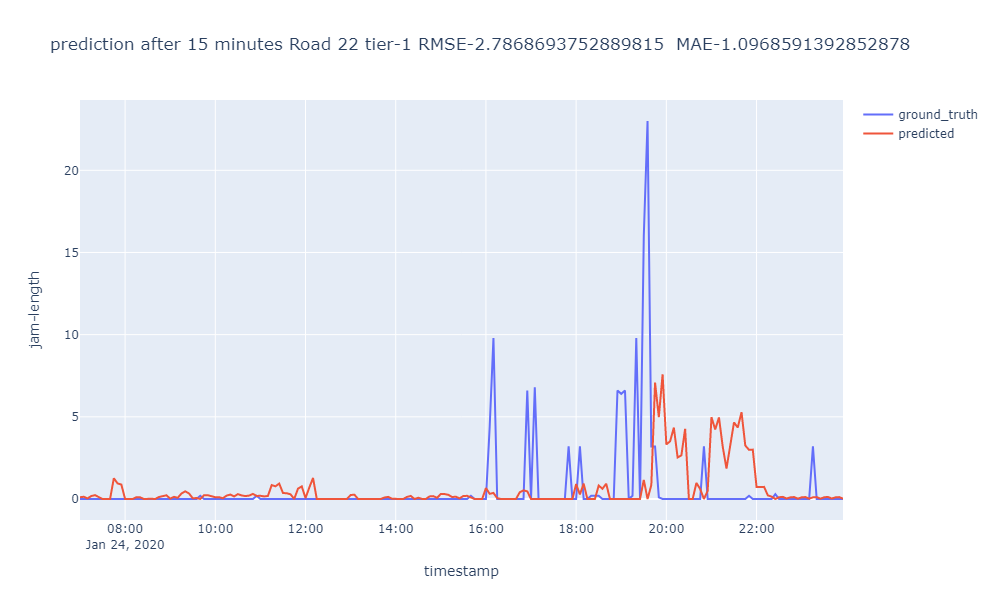 prediction after 15 minutes Road 22 tier-1 RMSE-2.7868693752889815  MAE-1.0968591392852878
ground_truth
predicted
20
15
10
5
0
jam-length
08:00 10:00 12:00 14:00 16:00 18:00 20:00 22:00
Jan 24, 2020
timestamp